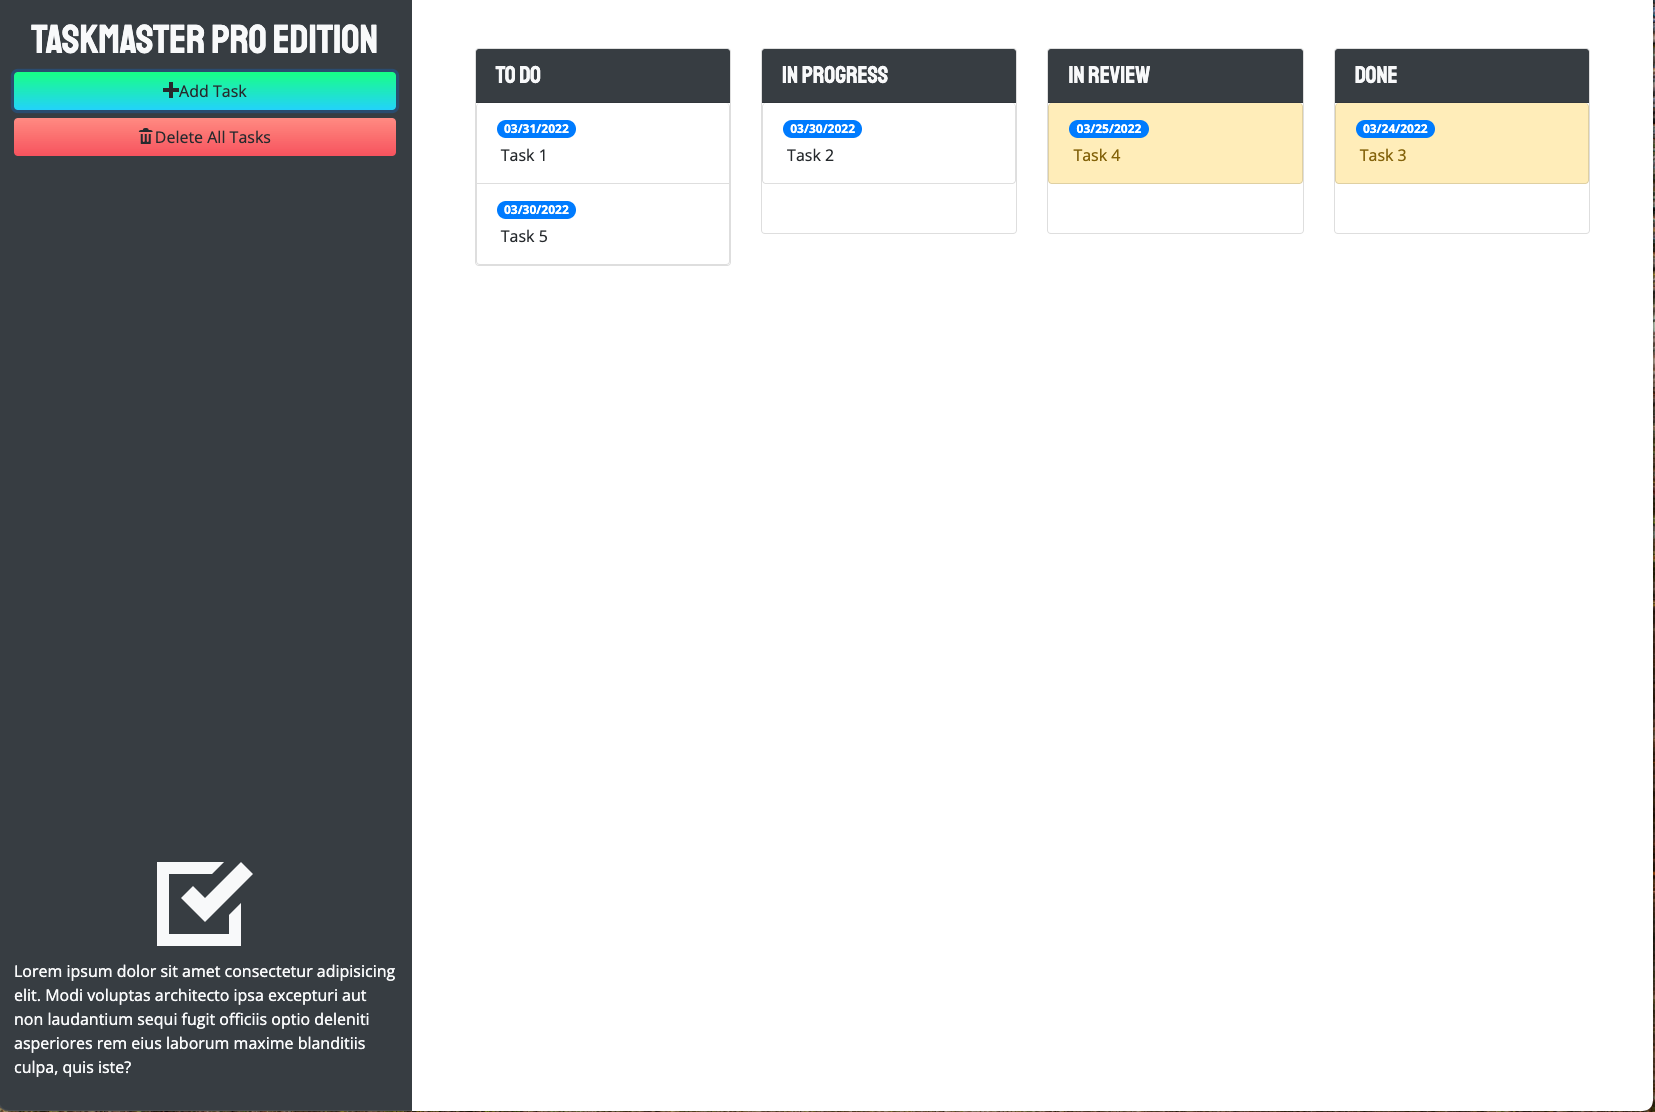 TASKMASTER PRO EDITION
Add Task
Delete All Tasks
Lorem ipsum dolor sit amet consectetur adipisicing
elit. Modi voluptas architecto ipsa excepturi aut
non laudantium sequi fugit officiis optio deleniti
asperiores rem eius laborum maxime blanditiis
culpa, quis iste?
TO DO
03/31/2022
Task 1
03/30/2022
Task 5
IN PROGRESS
03/30/2022
Task 2
IN REVIEW
03/25/2022
Task 4
DONE
03/24/2022
Task 3